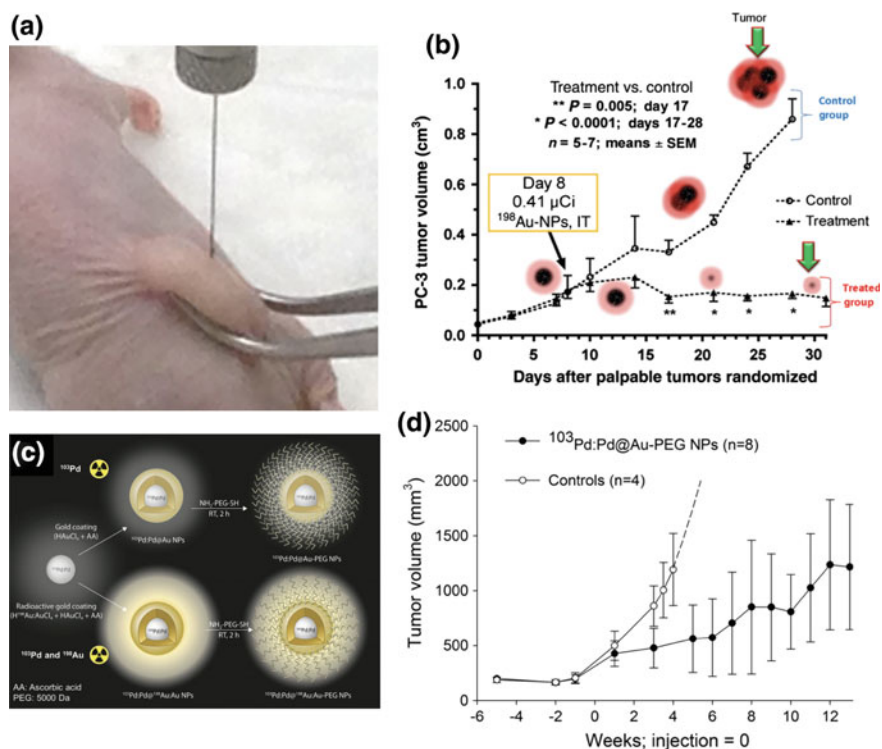 (a)
(b)
Tumor
Treatment vs. control
** P = 0.005; day 17
* P < 0.0001; days 17-28
n = 5-7; means ± SEM
Control
group
Day 8
0.41 µCi
198Au-NPs, IT
Control
Treatment
Treated
group
** * * *
PC-3 tumor volume (cm3)
1.0
0.8
0.6
0.4
0.2
0.0
0 5 10 15 20 25 30
Days after palpable tumors randomized
(c)
103Pd
Gold coating
(HAuCl4 + AA)
NH2-PEG-SH
RT, 2 h
103Pd:Pd@Au NPs
103Pd:Pd@Au-PEG NPs
103Pd:Pd
Radioactive gold coating
(H198Au:AuCl4 + HAuCl4 + AA)
NH2-PEG-SH
RT, 2 h
103Pd and 198Au
AA: Ascorbic acid
PEG: 5000 Da
103Pd:Pd@198Au:Au NPs
103Pd:Pd@198Au:Au-PEG NPs
(d)
103Pd:Pd@Au-PEG NPs (n=8)
Controls (n=4)
Tumor volume (mm3)
2500
2000
1500
1000
500
0
-6 -4 -2 0 2 4 6 8 10 12
Weeks; injection = 0